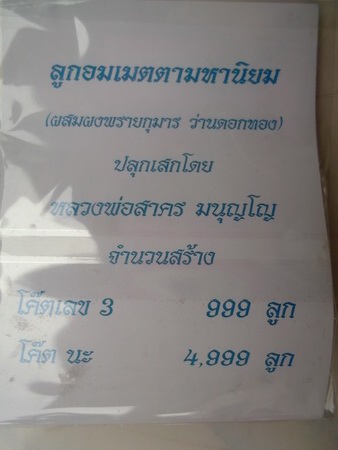 ลูกอมเมตตามหานิยม
(ผสมผงพรายกุมาร ว่านดอกทอง)
ปลุกเสกโดย
หลวงพ่อสาคร มนุญฺโญ
จำนวนสร้าง
โค๊ตเลข 3 999 ลูก
โค๊ต นะ 4,999 ลูก